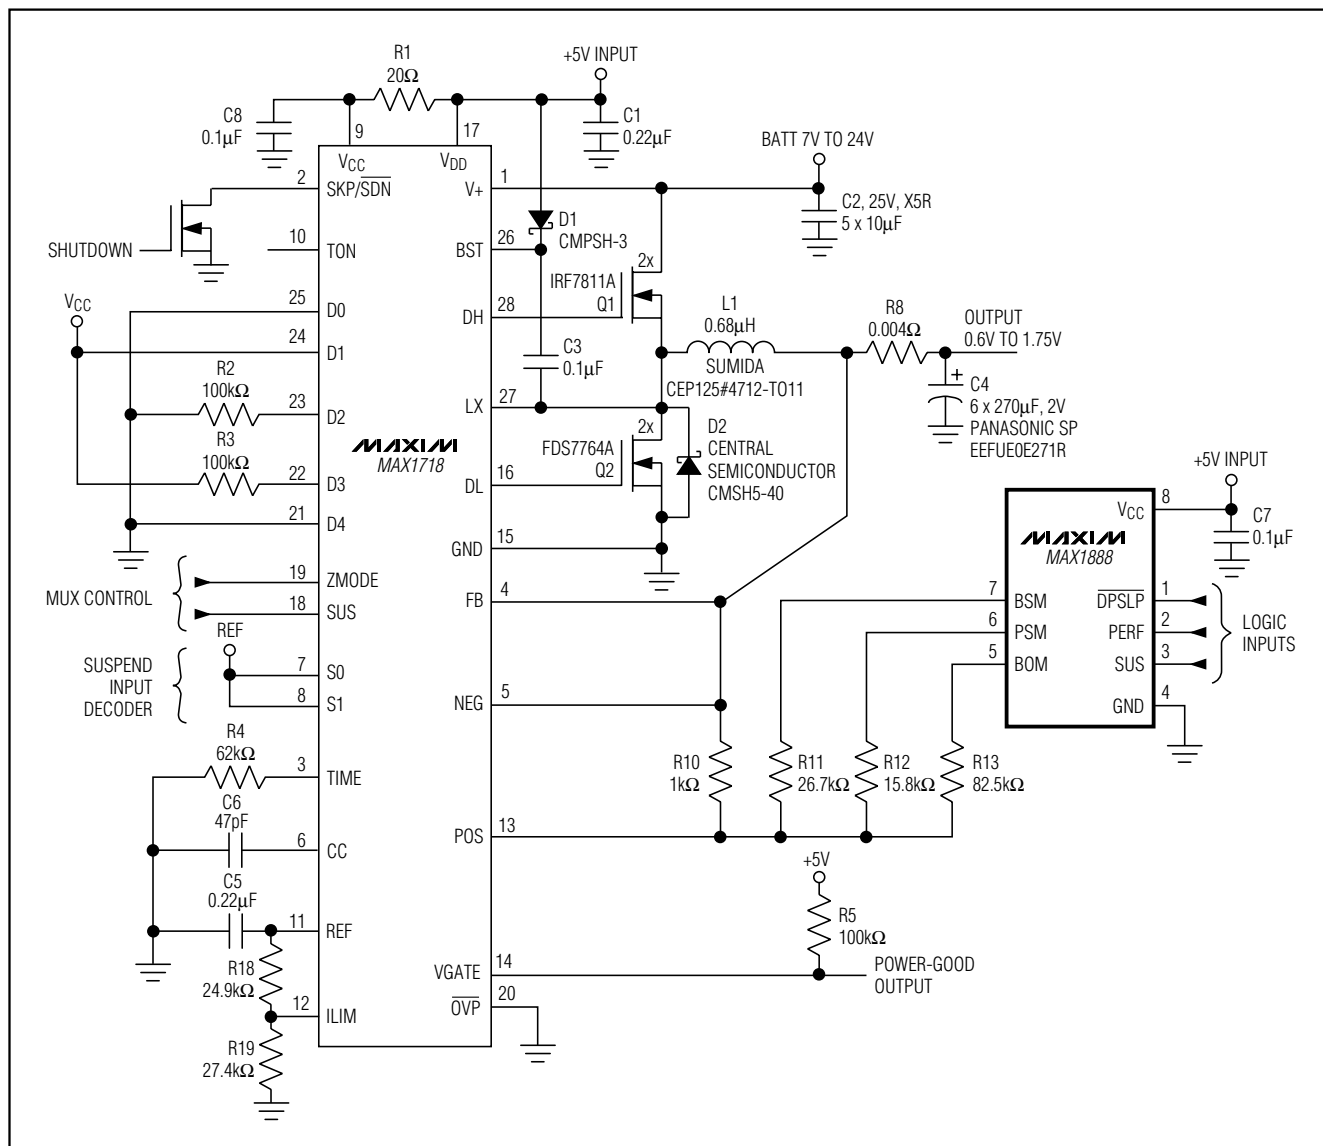 R1
20Ω
+5V INPUT
C8
0.1µF
C1
0.22µF
9
17
VCC
VDD
BATT 7V TO 24V
2
SKP/SDN
V+
1
C2, 25V, X5R
5 x 10µF
D1
CMPSH-3
SHUTDOWN
10
TON
BST
26
2x
IRF7811A
Q1
VCC
25
D0
DH
28
L1
0.68µH
SUMIDA
CEP125#4712-TO11
R8
0.004Ω
OUTPUT
0.6V TO 1.75V
24
D1
C3
0.1µF
R2
100kΩ
23
D2
LX
27
+
C4
6 x 270µF, 2V
PANASONIC SP
EEFUE0E271R
R3
100kΩ
22
D3
MAXIM
MAX1718
2x
FDS7764A
Q2
D2
CENTRAL
SEMICONDUCTOR
CMSH5-40
DL
16
21
D4
GND
15
+5V INPUT
8
VCC
C7
0.1µF
MAXIM
MAX1888
MUX CONTROL
19
ZMODE
18
SUS
FB
4
7
BSM
DPSLP
1
6
PSM
PERF
2
5
BOM
SUS
3
LOGIC
INPUTS
GND
4
REF
SUSPEND
INPUT
DECODER
7
S0
8
S1
NEG
5
R4
62kΩ
3
TIME
R10
1kΩ
R11
26.7kΩ
R12
15.8kΩ
R13
82.5kΩ
C6
47pF
6
CC
POS
13
C5
0.22µF
11
REF
+5V
R5
100kΩ
R18
24.9kΩ
VGATE
14
POWER-GOOD
OUTPUT
12
ILIM
OVP
20
R19
27.4kΩ